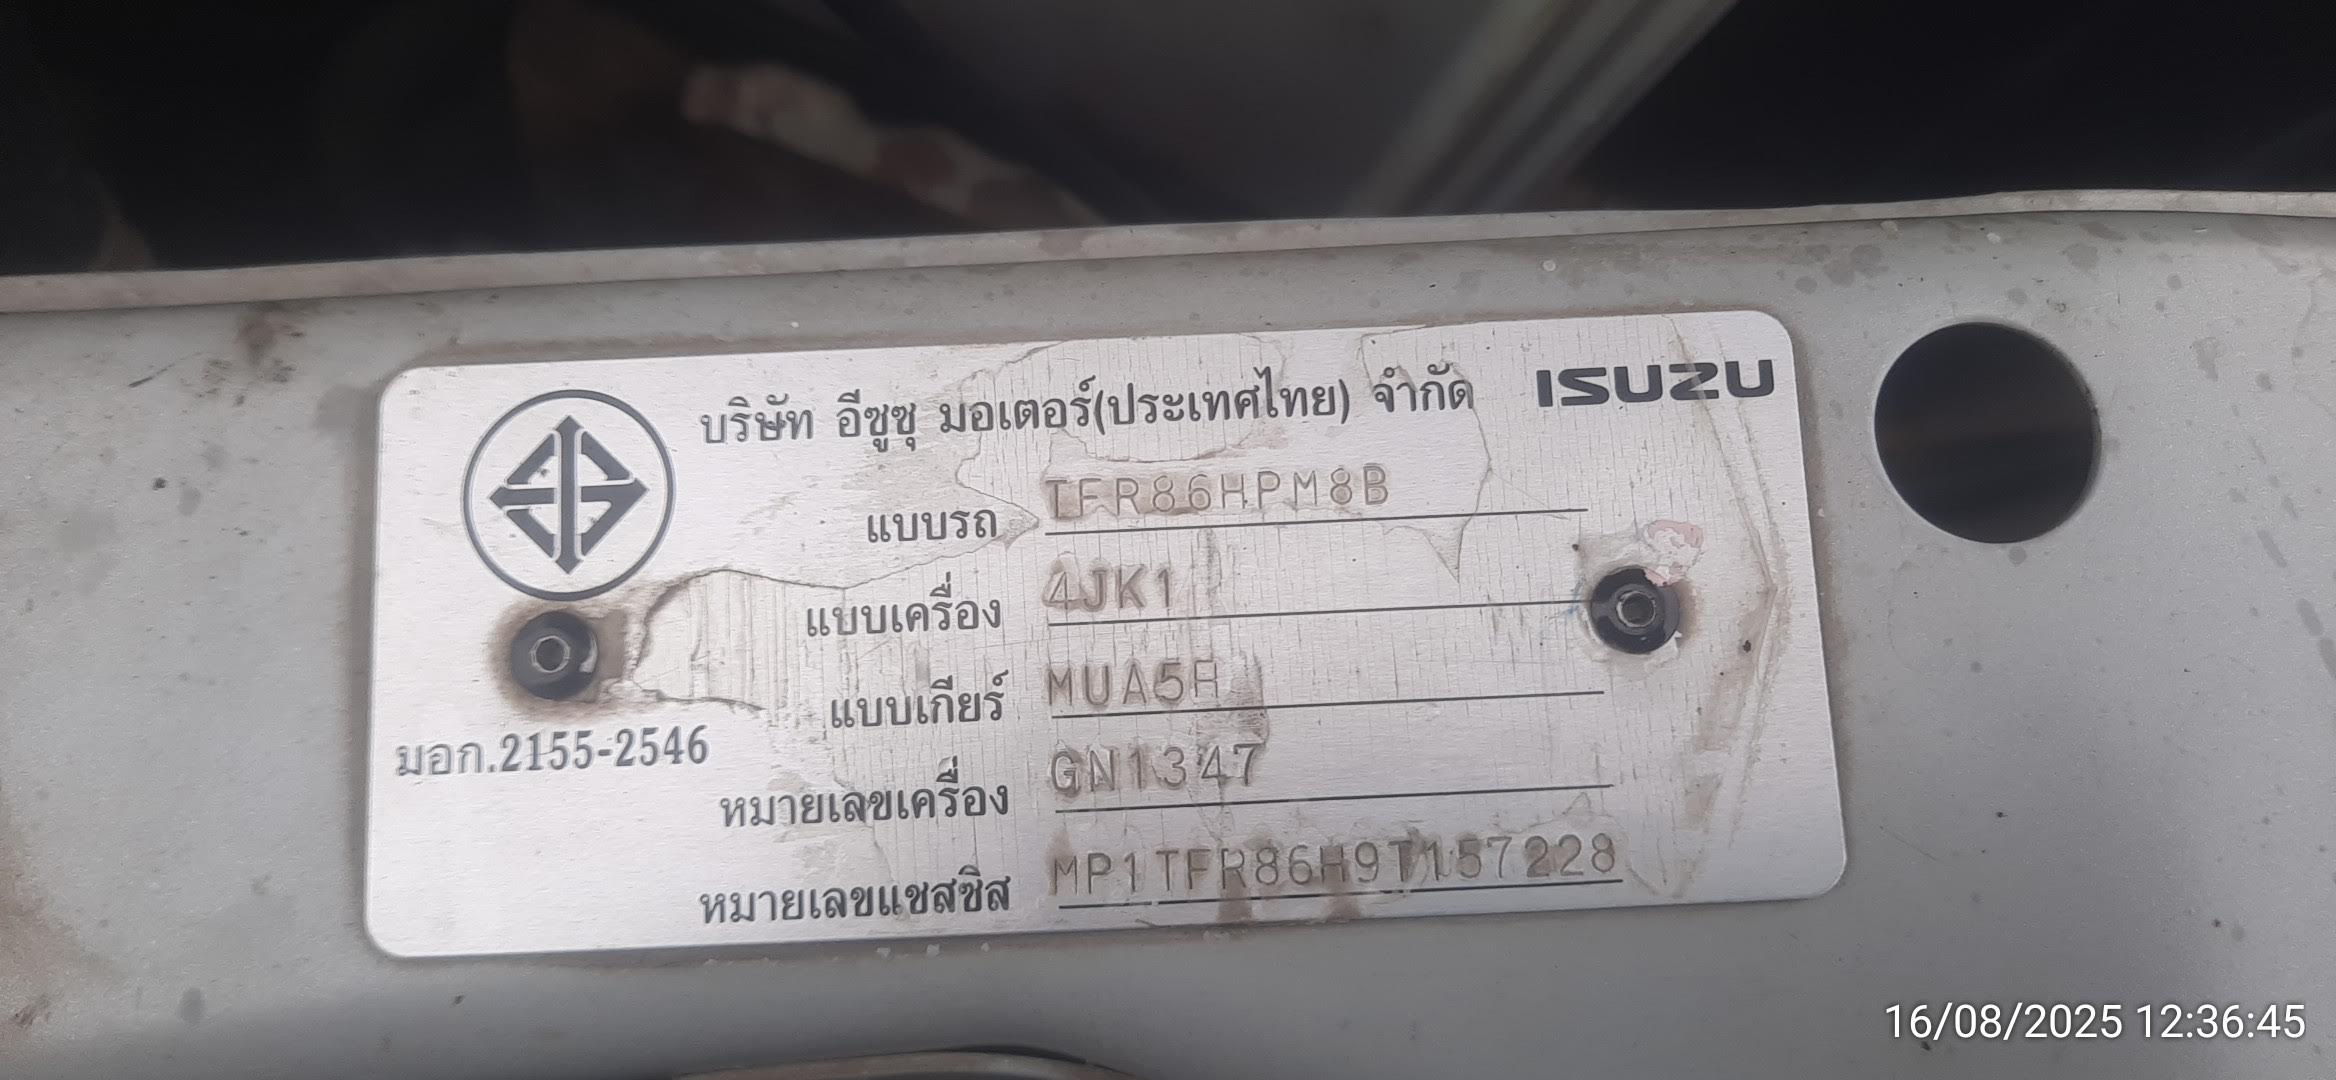 บริษัท อีซูซุ มอเตอร์(ประเทศไทย) จำกัด ISUZU
แบบรถ TFR86HPM8B
แบบเครื่อง 4JK1
แบบเกียร์ MUA5H
มอก.2155-2546
หมายเลขเครื่อง GN1347
หมายเลขแชสซิส MP1TFR86H9T157228
16/08/2025 12:36:45